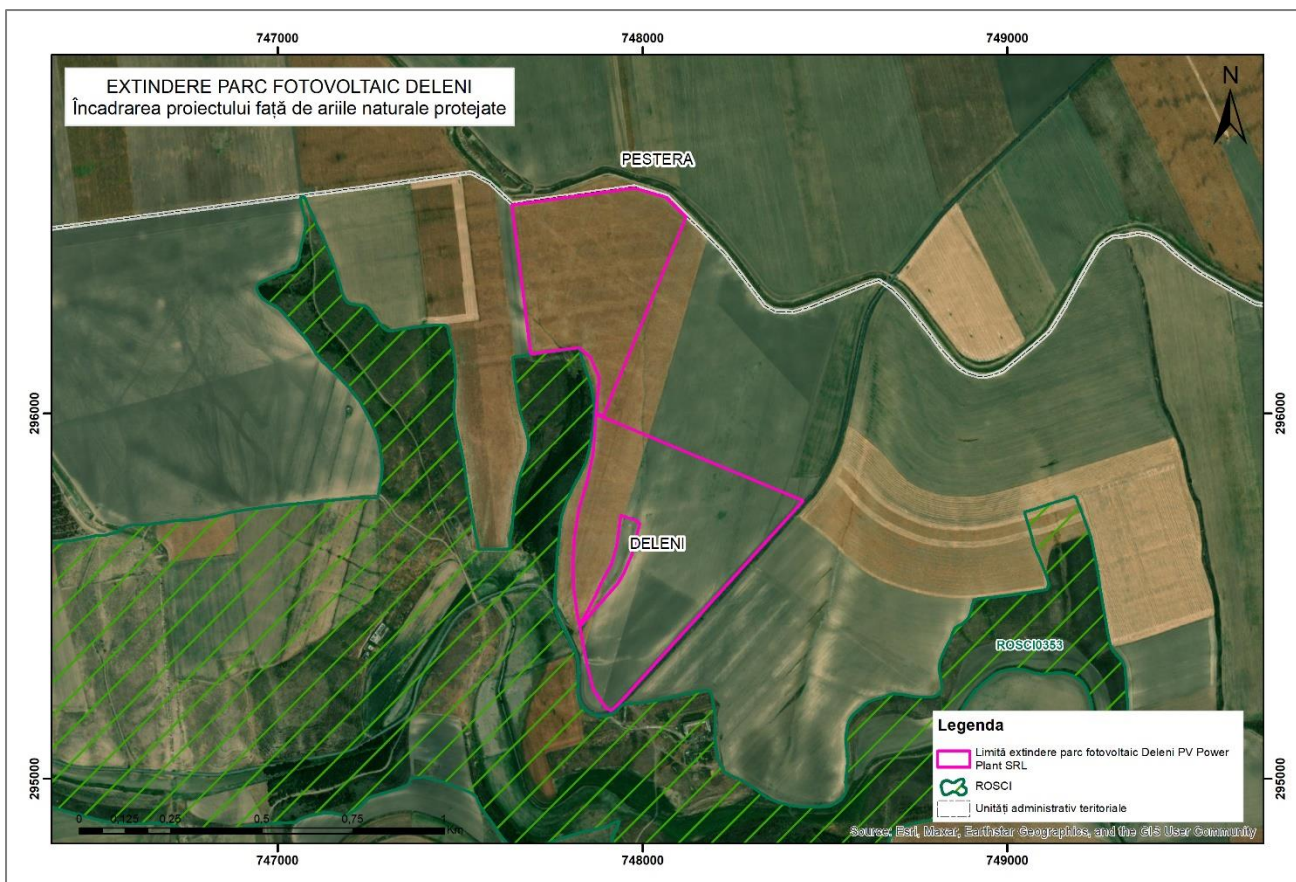 747000 748000 749000
EXTINDERE PARC FOTOVOLTAIC DELENI
Încadrarea proiectului față de ariile naturale protejate
N
PESTERA
296000 296000
DELENI
ROSCI0353
Legenda
Limită extindere parc fotovoltaic Deleni PV Power
Plant SRL
ROSCI
Unități administrativ teritoriale
295000 295000
0 0,125 0,25 0,5 0,75 1
Km
Source: Esri, Maxar, Earthstar Geographics, and the GIS User Community
747000 748000 749000